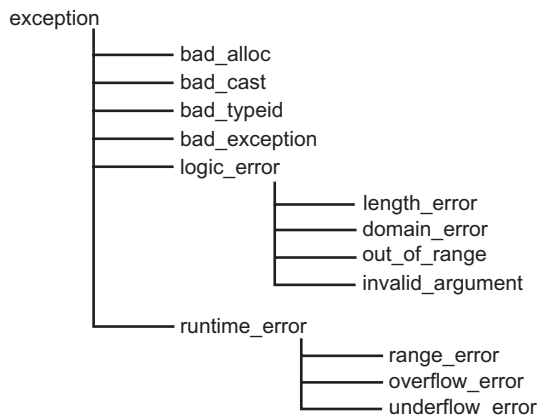 exception
bad_alloc
bad_cast
bad_typeid
bad_exception
logic_error
length_error
domain_error
out_of_range
invalid_argument
runtime_error
range_error
overflow_error
underflow_error